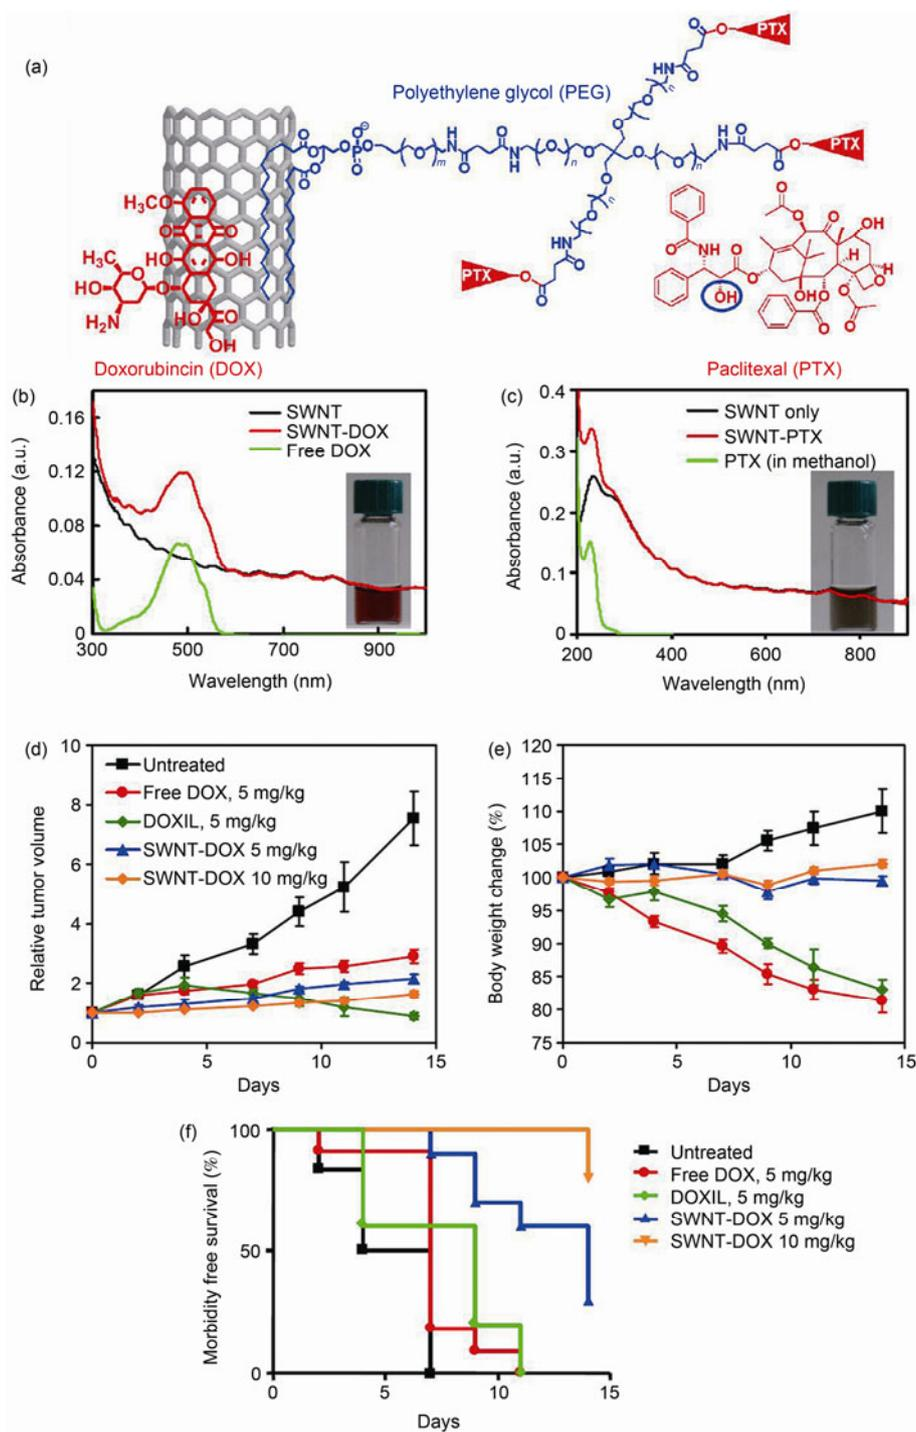 (a)
Polyethylene glycol (PEG)
PTX
PTX
PTX
H₃CO
O
O
OH
OH
H₃C
HO
O
O
H₂N
HO
O
OH
O
O
O
O
O
P
O
O⊖
O
O
m
H
N
O
O
HN
O
O
n
O
O
O
n
H
N
O
O
O
O
O
n
HN
O
O
O
O
O
n
HN
O
O
O
O
NH
O
O
OH
O
O
O
OH
H
H
O
HO
O
O
O
O
Doxorubincin (DOX)
Paclitexal (PTX)
(b)
SWNT
SWNT-DOX
Free DOX
Absorbance (a.u.)
0.16
0.12
0.08
0.04
0
300
500
700
900
Wavelength (nm)
(c)
SWNT only
SWNT-PTX
PTX (in methanol)
Absorbance (a.u.)
0.4
0.3
0.2
0.1
0
200
400
600
800
Wavelength (nm)
(d)
Untreated
Free DOX, 5 mg/kg
DOXIL, 5 mg/kg
SWNT-DOX 5 mg/kg
SWNT-DOX 10 mg/kg
Relative tumor volume
10
8
6
4
2
0
0
5
10
15
Days
(e)
Body weight change (%)
120
115
110
105
100
95
90
85
80
75
0
5
10
15
Days
(f)
Morbidity free survival (%)
100
50
0
0
5
10
15
Days
Untreated
Free DOX, 5 mg/kg
DOXIL, 5 mg/kg
SWNT-DOX 5 mg/kg
SWNT-DOX 10 mg/kg